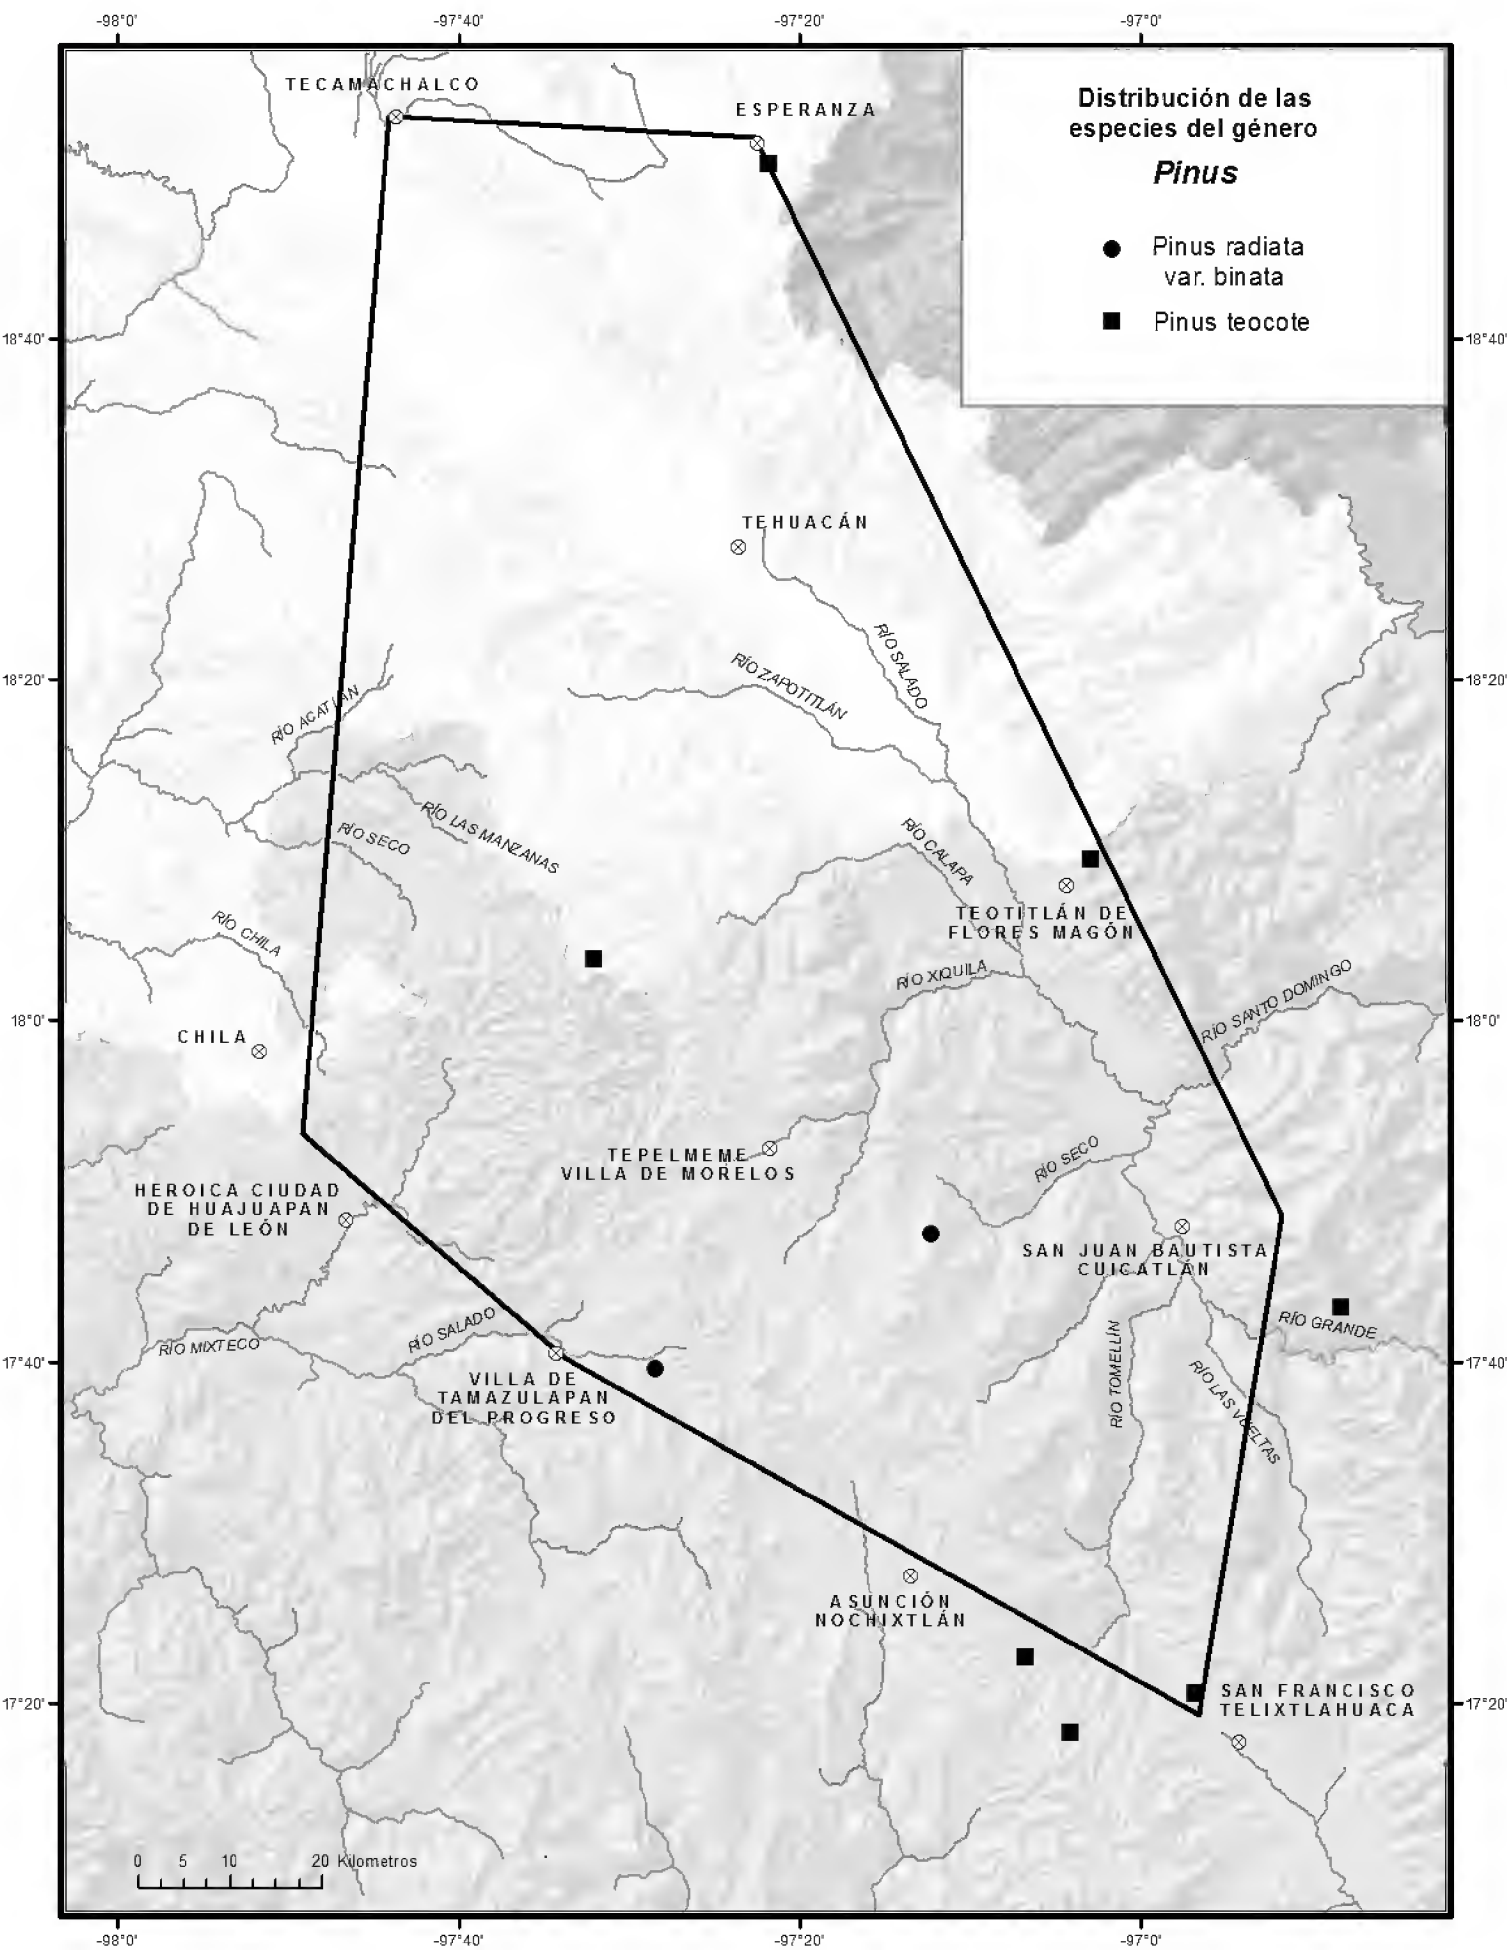 -98°0'
-97°40'
-97°20'
-97°0'
TECAMACHALCO
ESPERANZA
Distribución de las
especies del género
Pinus
Pinus radiata
var. binata
Pinus teocote
18°40'
18°40'
TEHUACÁN
RÍO SALADO
RÍO ZAPOTITLÁN
18°20'
18°20'
RÍO ACATLÁN
RÍO LAS MANZANAS
RÍO SECO
RÍO CALAPA
TEOTITLÁN DE
FLORES MAGÓN
RÍO CHILA
RÍO XIQUILA
RÍO SANTO DOMINGO
18°0'
18°0'
CHILA
TEPELMEME
VILLA DE MORELOS
RÍO SECO
HEROICA CIUDAD
DE HUAJUAPAN
DE LEÓN
SAN JUAN BAUTISTA
CUICATLÁN
RÍO MIXTECO
RÍO SALADO
RÍO GRANDE
17°40'
17°40'
VILLA DE
TAMAZULAPAN
DEL PROGRESO
RÍO TOMELLÍN
RÍO LAS VUELTAS
ASUNCIÓN
NOCHIXTLÁN
17°20'
17°20'
SAN FRANCISCO
TELIXTLAHUACA
0 5 10 20 Kilometros
-98°0'
-97°40'
-97°20'
-97°0'